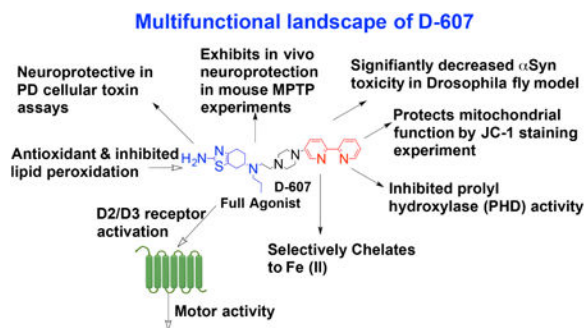 Multifunctional landscape of D-607
Neuroprotective in
PD cellular toxin
assays
Exhibits in vivo
neuroprotection
in mouse MPTP
experiments
Signifiantly decreased αSyn
toxicity in Drosophila fly model
Protects mitochondrial
function by JC-1 staining
experiment
Antioxidant & inhibited
lipid peroxidation
H₂N
N
S
N
N
N
N
N
D-607
Full Agonist
Inhibited prolyl
hydroxylase (PHD) activity
D2/D3 receptor
activation
Selectively Chelates
to Fe (II)
Motor activity